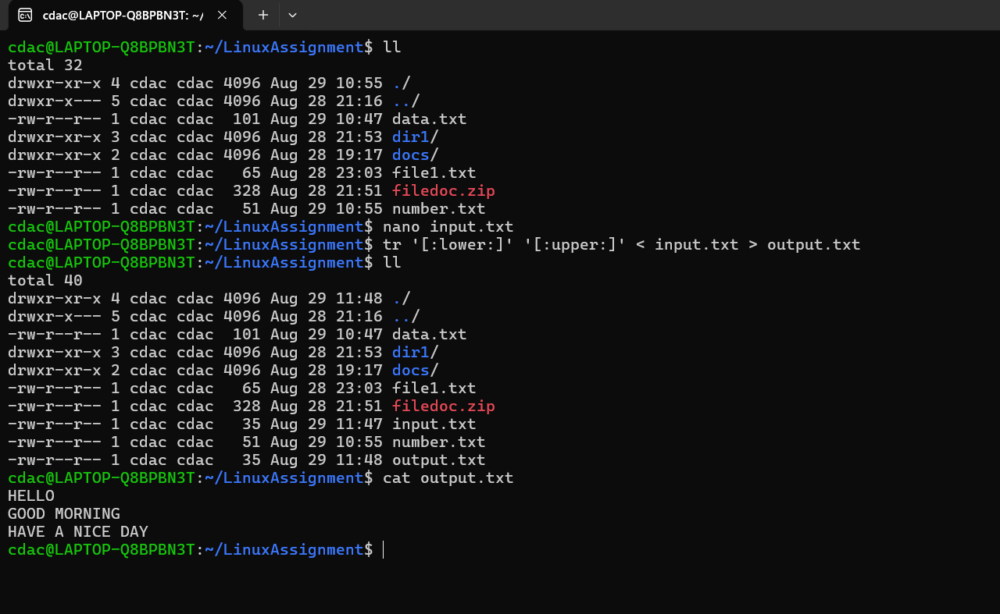 cdac@LAPTOP-Q8BPBN3T: ~/
cdac@LAPTOP-Q8BPBN3T:~/LinuxAssignment$ ll
total 32
drwxr-xr-x 4 cdac cdac 4096 Aug 29 10:55 ./
drwxr-x--- 5 cdac cdac 4096 Aug 28 21:16 ../
-rw-r--r-- 1 cdac cdac  101 Aug 29 10:47 data.txt
drwxr-xr-x 3 cdac cdac 4096 Aug 28 21:53 dir1/
drwxr-xr-x 2 cdac cdac 4096 Aug 28 19:17 docs/
-rw-r--r-- 1 cdac cdac   65 Aug 28 23:03 file1.txt
-rw-r--r-- 1 cdac cdac  328 Aug 28 21:51 filedoc.zip
-rw-r--r-- 1 cdac cdac   51 Aug 29 10:55 number.txt
cdac@LAPTOP-Q8BPBN3T:~/LinuxAssignment$ nano input.txt
cdac@LAPTOP-Q8BPBN3T:~/LinuxAssignment$ tr '[:lower:]' '[:upper:]' < input.txt > output.txt
cdac@LAPTOP-Q8BPBN3T:~/LinuxAssignment$ ll
total 40
drwxr-xr-x 4 cdac cdac 4096 Aug 29 11:48 ./
drwxr-x--- 5 cdac cdac 4096 Aug 28 21:16 ../
-rw-r--r-- 1 cdac cdac  101 Aug 29 10:47 data.txt
drwxr-xr-x 3 cdac cdac 4096 Aug 28 21:53 dir1/
drwxr-xr-x 2 cdac cdac 4096 Aug 28 19:17 docs/
-rw-r--r-- 1 cdac cdac   65 Aug 28 23:03 file1.txt
-rw-r--r-- 1 cdac cdac  328 Aug 28 21:51 filedoc.zip
-rw-r--r-- 1 cdac cdac   35 Aug 29 11:47 input.txt
-rw-r--r-- 1 cdac cdac   51 Aug 29 10:55 number.txt
-rw-r--r-- 1 cdac cdac   35 Aug 29 11:48 output.txt
cdac@LAPTOP-Q8BPBN3T:~/LinuxAssignment$ cat output.txt
HELLO
GOOD MORNING
HAVE A NICE DAY
cdac@LAPTOP-Q8BPBN3T:~/LinuxAssignment$